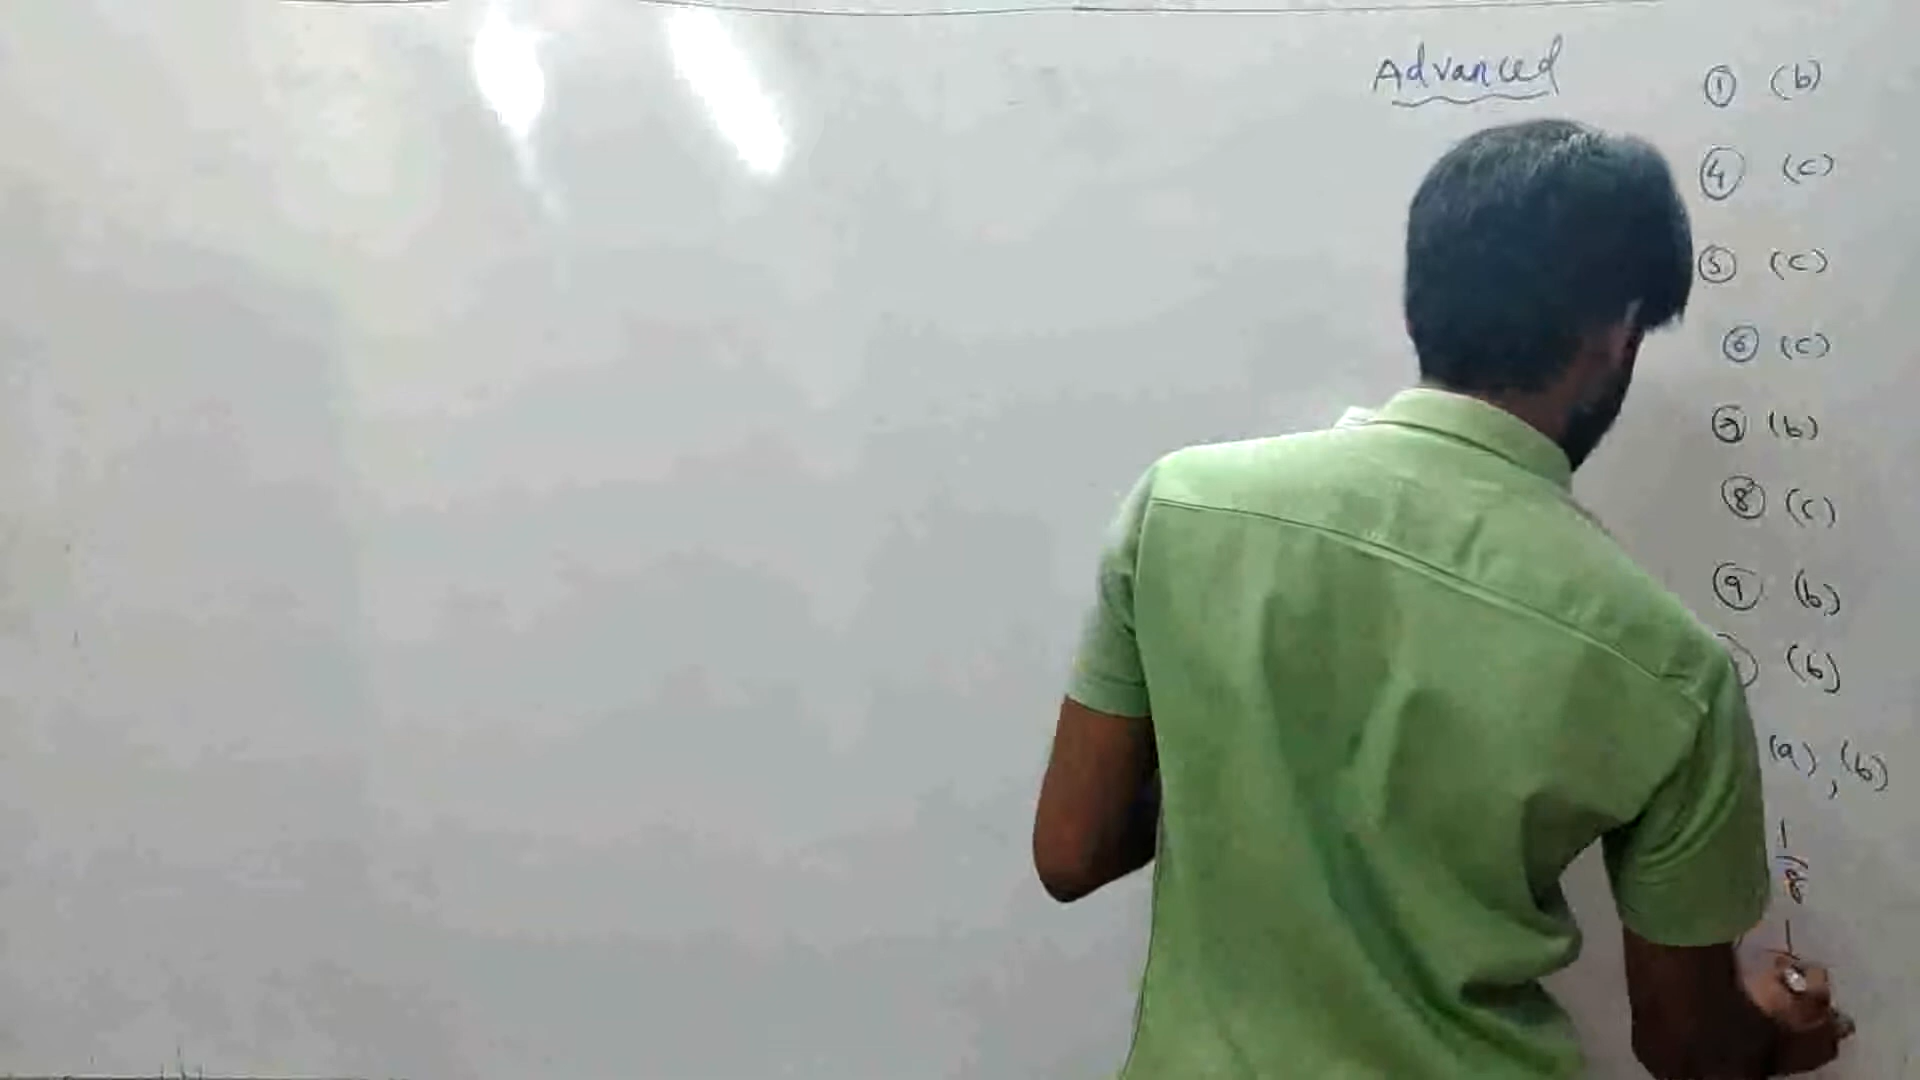 Advanced
① (b)
④ (c)
⑤ (c)
⑥ (c)
⑦ (b)
⑧ (c)
⑨ (b)
(b)
(a), (b)